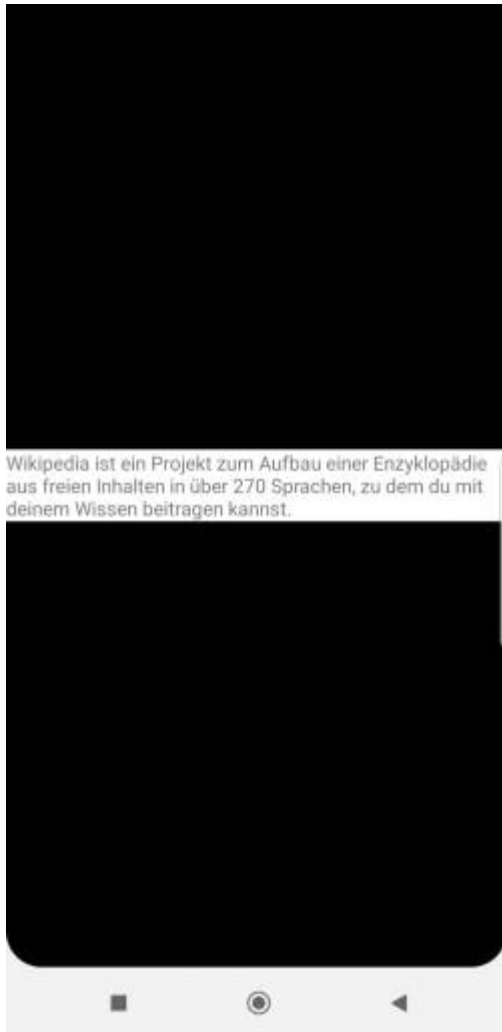 Wikipedia ist ein Projekt zum Aufbau einer Enzyklopädie
aus freien Inhalten in über 270 Sprachen, zu dem du mit
deinem Wissen beitragen kannst.